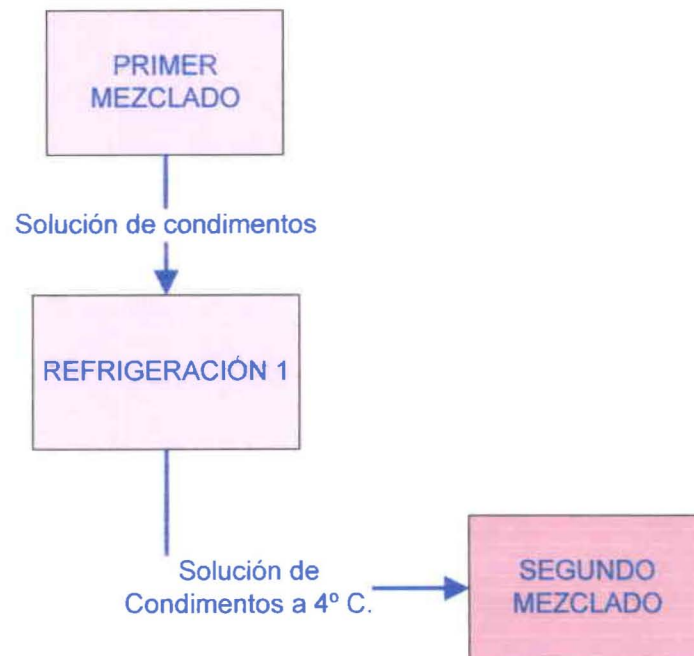 PRIMER
MEZCLADO
Solución de condimentos
REFRIGERACIÓN 1
Solución de
Condimentos a 4º C.
SEGUNDO
MEZCLADO